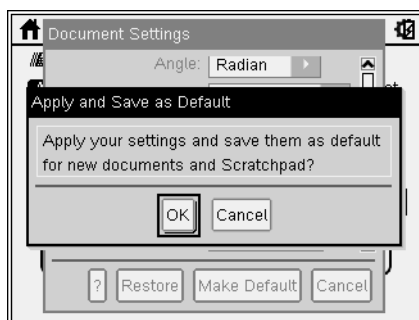 Document Settings
Angle: Radian
Apply and Save as Default
Apply your settings and save them as default
for new documents and Scratchpad?
OK Cancel
? Restore Make Default Cancel